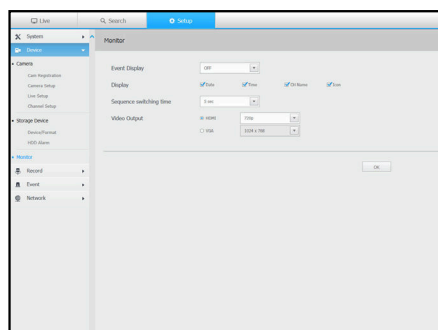 Live
Search
Setup
System
Device
Camera
Cam Registration
Camera Setup
Live Setup
Channel Setup
Storage Device
Device/Format
HDD Alarm
Monitor
Record
Event
Network
Monitor
Event Display OFF
Display Date Time CH Name Icon
Sequence switching time 5 sec
Video Output HDMI 720p
VGA 1024 x 768
OK